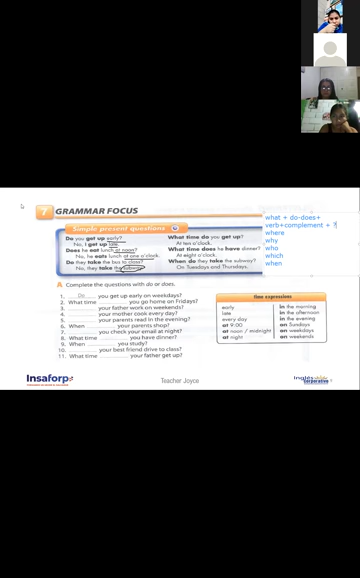 7 GRAMMAR FOCUS
Simple present questions
Do you get up early?
No, I get up late.
Does he eat lunch at noon?
No, he eats lunch at one o'clock.
Do they take the bus to class?
No, they take the subway.
What time do you get up?
At ten o'clock.
What time does he have dinner?
At eight o'clock.
When do they take the subway?
On Tuesdays and Thursdays.
what + do-does+
verb+complement + ?
where
why
who
which
when
A Complete the questions with do or does.
1. Do you get up early on weekdays?
2. What time you go home on Fridays?
3. your father work on weekends?
4. your mother cook every day?
5. your parents read in the evening?
6. When your parents shop?
7. you check your email at night?
8. What time you have dinner?
9. When you study?
10. your best friend drive to class?
11. What time your father get up?
time expressions
early
late
every day
at 9:00
at noon / midnight
at night
in the morning
in the afternoon
in the evening
on Sundays
on weekdays
on weekends
Insaforp
Teacher Joyce
Inglés
corporativo